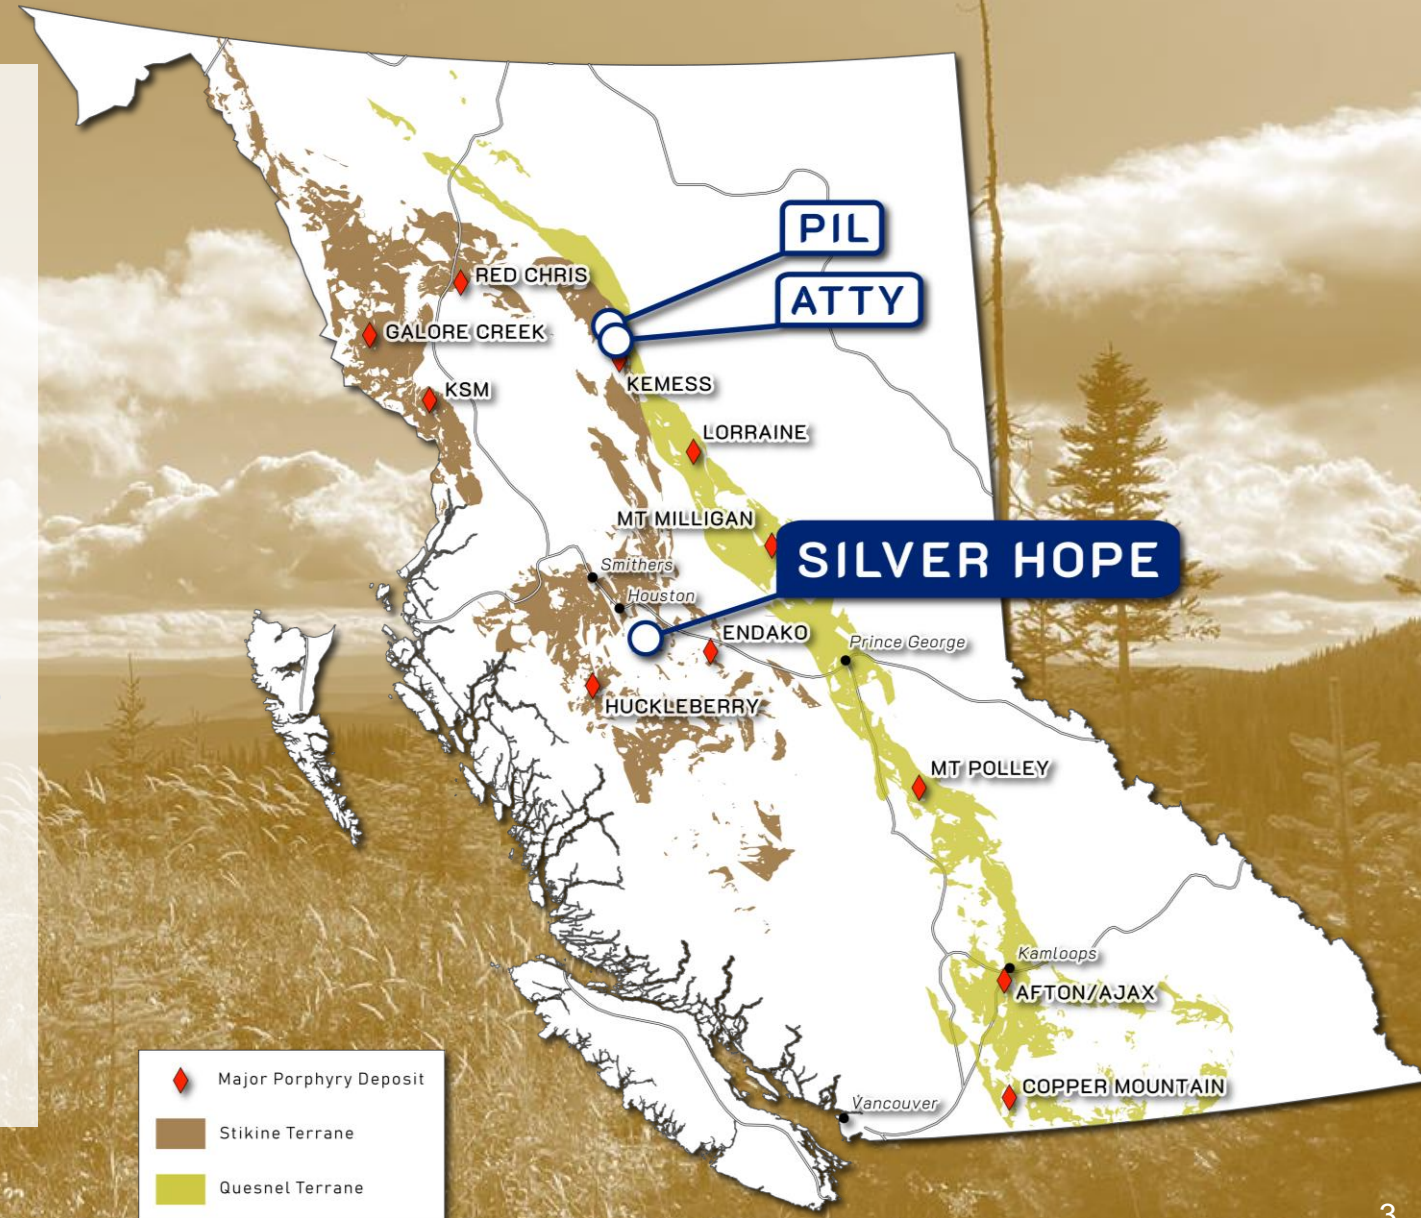 PIL
ATTY
RED CHRIS
GALORE CREEK
KSM
KEMESS
LORRAINE
MT MILLIGAN
SILVER HOPE
Smithers
Houston
ENDAKO
Prince George
HUCKLEBERRY
MT POLLEY
Kamloops
AFTON/AJAX
COPPER MOUNTAIN
Vancouver
Major Porphyry Deposit
Stikine Terrane
Quesnel Terrane
3